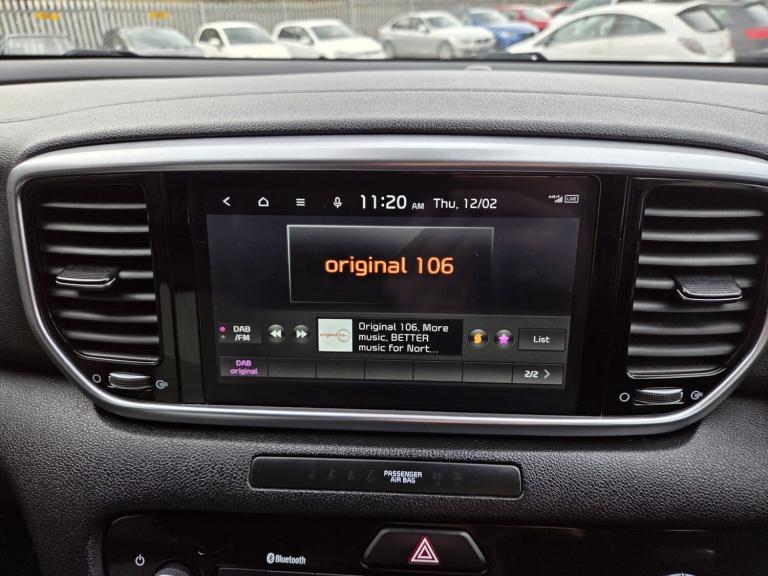 11:20 AM Thu, 12/02
LIVE
original 106
DAB
/FM
Original 106, More
music, BETTER
music for Nort...
List
DAB
original
2/2
PASSENGER
AIR BAG
Bluetooth